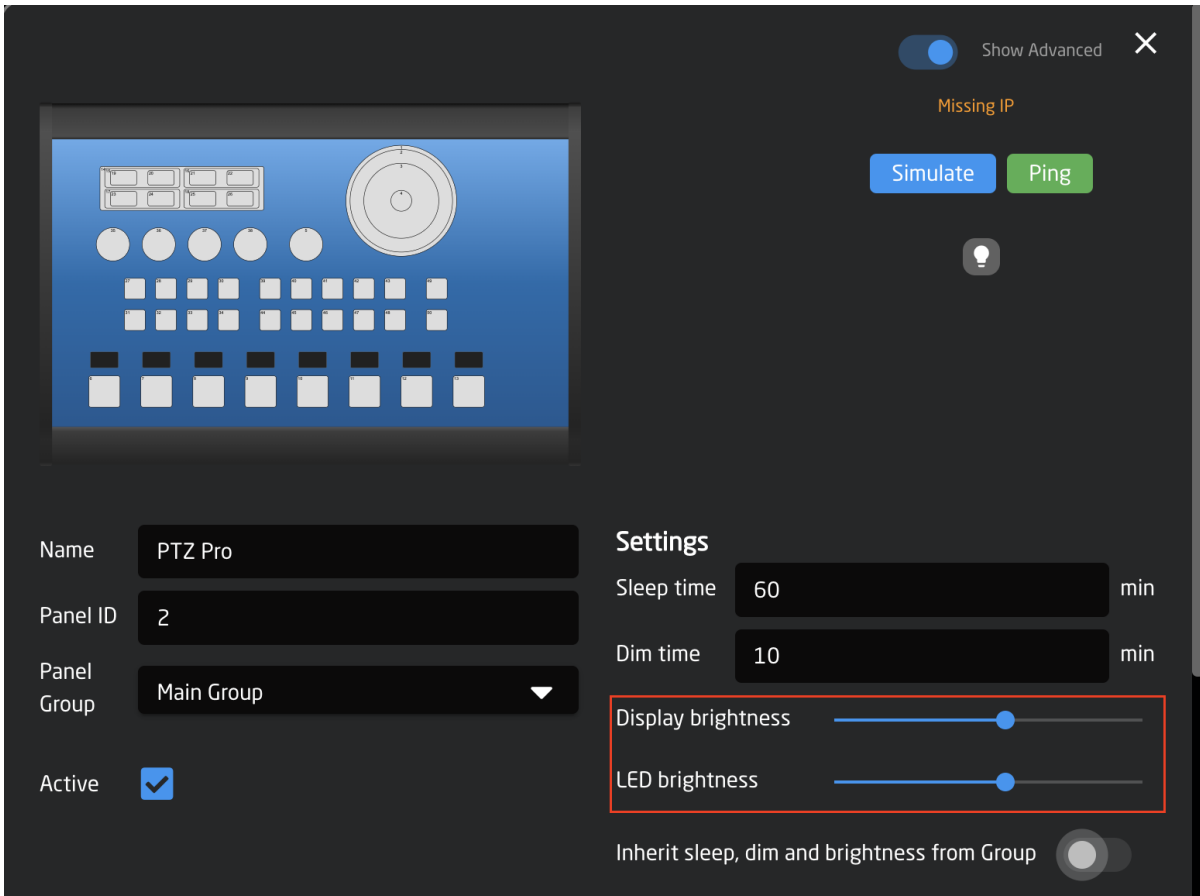 Show Advanced
Missing IP
Simulate
Ping
Name
PTZ Pro
Panel ID
2
Panel
Group
Main Group
Active
Settings
Sleep time
60
min
Dim time
10
min
Display brightness
LED brightness
Inherit sleep, dim and brightness from Group